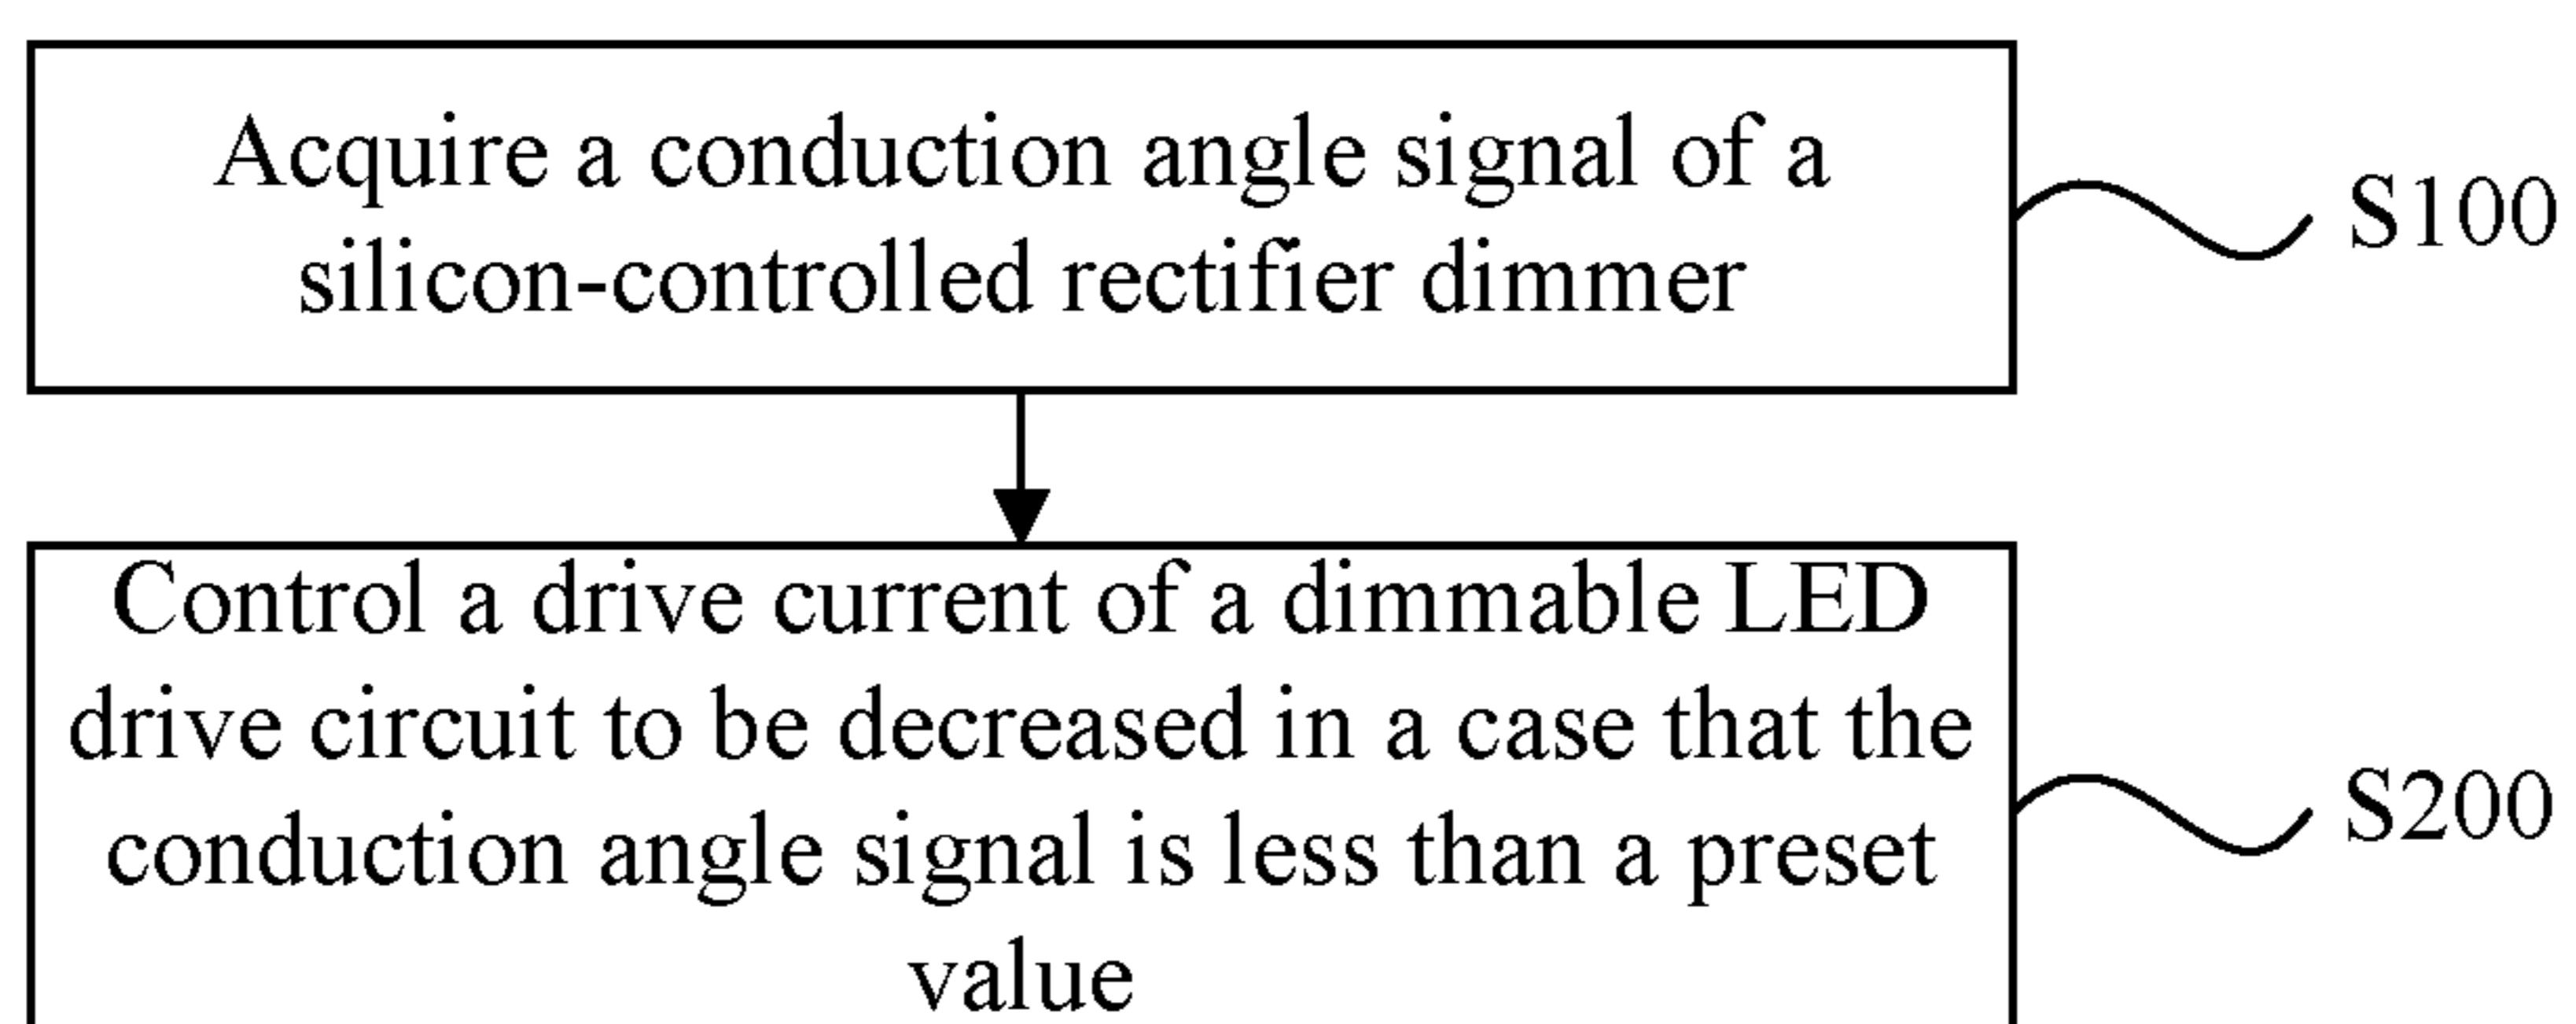 Acquire a conduction angle signal of a
silicon-controlled rectifier dimmer
S100
Control a drive current of a dimmable LED
drive circuit to be decreased in a case that the
conduction angle signal is less than a preset
value
S200